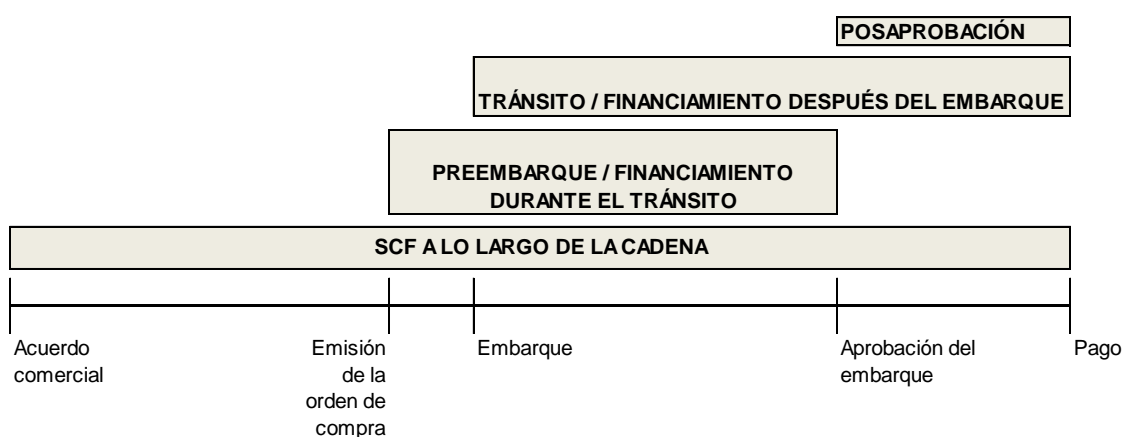 POSAPROBACIÓN
TRÁNSITO / FINANCIAMIENTO DESPUÉS DEL EMBARQUE
PREEMBARQUE / FINANCIAMIENTO
DURANTE EL TRÁNSITO
SCF A LO LARGO DE LA CADENA
Acuerdo
comercial
Emisión
de la
orden de
compra
Embarque
Aprobación del
embarque
Pago